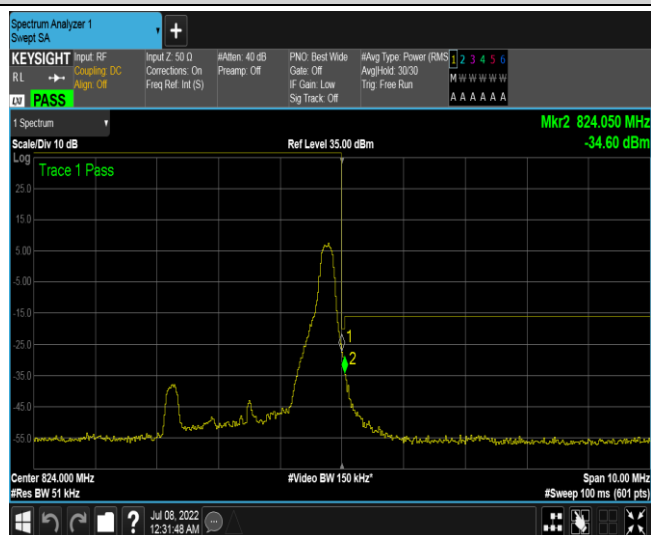 Spectrum Analyzer 1
Swept SA
+
KEYSIGHT Input: RF Input Z: 50 Ω #Atten: 40 dB PNO: Best Wide #Avg Type: Power (RMS 1 2 3 4 5 6
RL Coupling: DC Corrections: On Preamp: Off Gate: Off Avg|Hold: 30/30 M W W W W W
Align: Off Freq Ref: Int (S) IF Gain: Low Trig: Free Run
LXI PASS Sig Track: Off A A A A A A
1 Spectrum Mkr2 824.050 MHz
Scale/Div 10 dB Ref Level 35.00 dBm -34.60 dBm
Log
Trace 1 Pass
25.0
15.0
5.00
-5.00
-15.0
1
-25.0
2
-35.0
-45.0
-55.0
Center 824.000 MHz #Video BW 150 kHz* Span 10.00 MHz
#Res BW 51 kHz #Sweep 100 ms (601 pts)
? Jul 08, 2022
12:31:48 AM